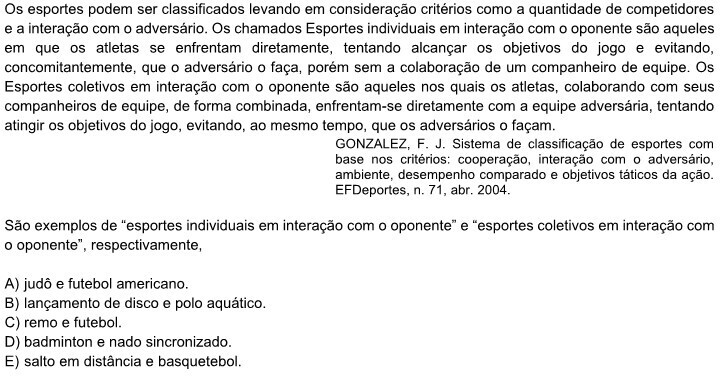 Os esportes podem ser classificados levando em consideração critérios como a quantidade de competidores
e a interação com o adversário. Os chamados Esportes individuais em interação com o oponente são aqueles
em que os atletas se enfrentam diretamente, tentando alcançar os objetivos do jogo e evitando,
concomitantemente, que o adversário o faça, porém sem a colaboração de um companheiro de equipe. Os
Esportes coletivos em interação com o oponente são aqueles nos quais os atletas, colaborando com seus
companheiros de equipe, de forma combinada, enfrentam-se diretamente com a equipe adversária, tentando
atingir os objetivos do jogo, evitando, ao mesmo tempo, que os adversários o façam.
GONZALEZ, F. J. Sistema de classificação de esportes com
base nos critérios: cooperação, interação com o adversário,
ambiente, desempenho comparado e objetivos táticos da ação.
EFDeportes, n. 71, abr. 2004.
São exemplos de “esportes individuais em interação com o oponente” e “esportes coletivos em interação com
o oponente”, respectivamente,
A) judô e futebol americano.
B) lançamento de disco e polo aquático.
C) remo e futebol.
D) badminton e nado sincronizado.
E) salto em distância e basquetebol.